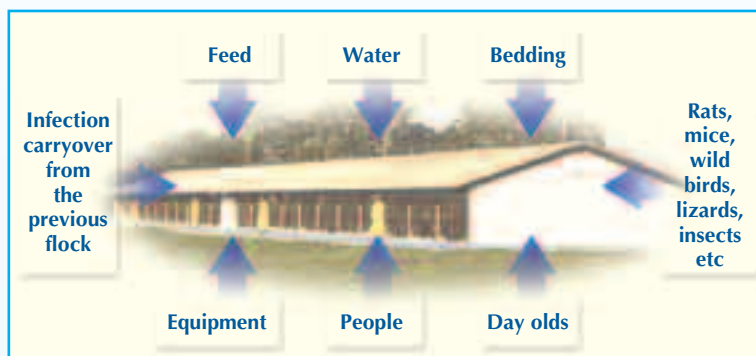 Feed
Water
Bedding
Infection
carryover
from
the
previous
flock
Rats,
mice,
wild
birds,
lizards,
insects
etc
Equipment
People
Day olds